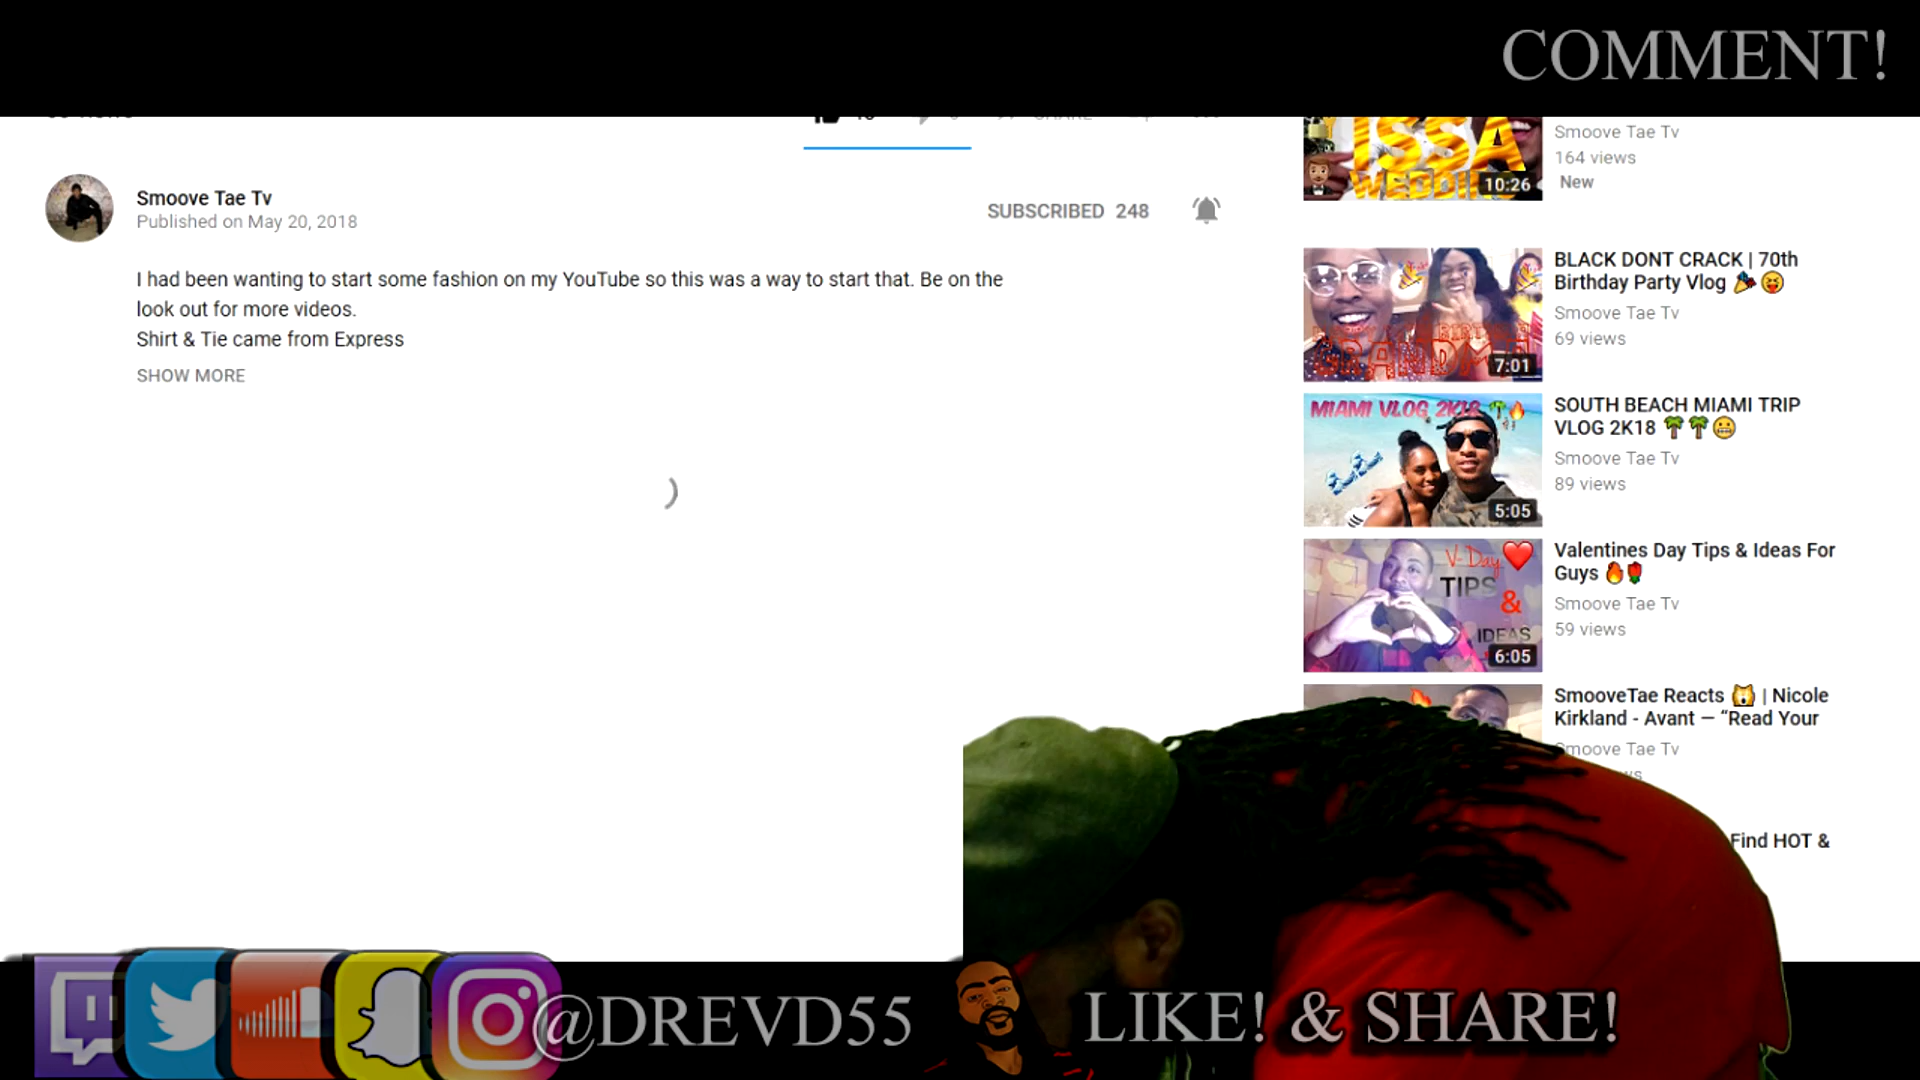 COMMENT!
SHARE
Smoove Tae Tv
Published on May 20, 2018
SUBSCRIBED 248
I had been wanting to start some fashion on my YouTube so this was a way to start that. Be on the
look out for more videos.
Shirt & Tie came from Express
SHOW MORE
ISSA
10:26
Smoove Tae Tv
164 views
New
7:01
BLACK DONT CRACK | 70th
Birthday Party Vlog 🎉😝
Smoove Tae Tv
69 views
MIAMI VLOG 2K18
5:05
SOUTH BEACH MIAMI TRIP
VLOG 2K18 🌴🌴😬
Smoove Tae Tv
89 views
V-Day
TIPS
&
IDEAS
6:05
Valentines Day Tips & Ideas For
Guys 🔥🌹
Smoove Tae Tv
59 views
SmooveTae Reacts 🙀 | Nicole
Kirkland - Avant – “Read Your
Tae Tv
Find HOT &
@DREVD55
LIKE! & SHARE!